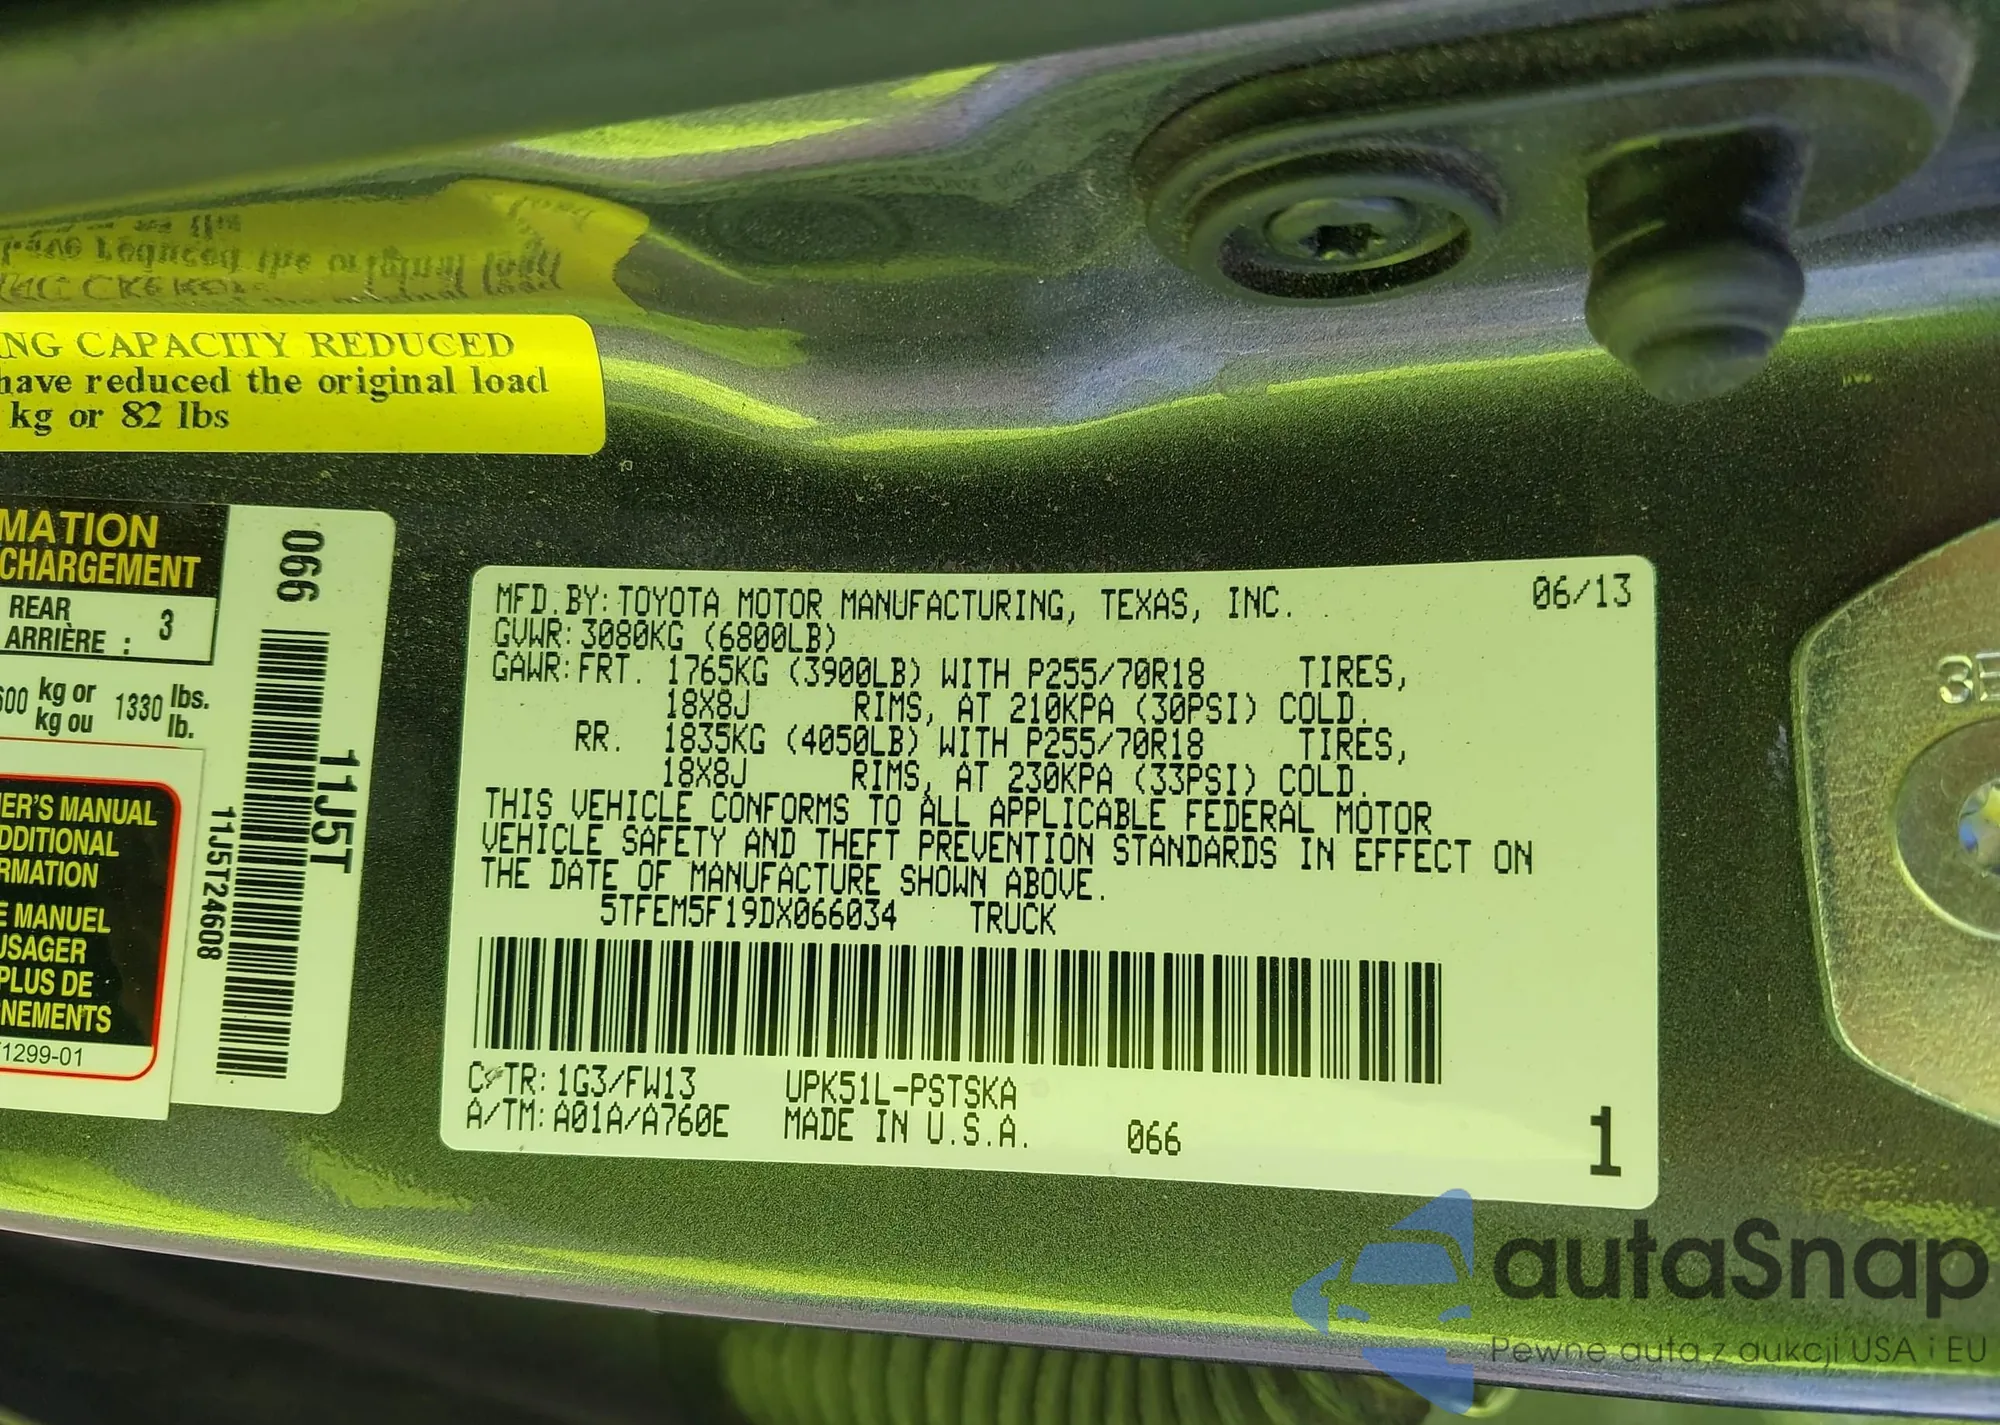 ING CAPACITY REDUCED
have reduced the original load
kg or 82 lbs
MATION
CHARGEMENT
REAR
ARRIÈRE : 3
600 kg or 1330 lbs.
kg ou lb.
ER'S MANUAL
DDITIONAL
RMATION
E MANUEL
USAGER
PLUS DE
NEMENTS
1299-01
066
11J5T
11J5T24608
MFD.BY:TOYOTA MOTOR MANUFACTURING, TEXAS, INC. 06/13
GVWR:3080KG (6800LB)
GAWR:FRT. 1765KG (3900LB) WITH P255/70R18 TIRES,
18X8J RIMS, AT 210KPA (30PSI) COLD.
RR. 1835KG (4050LB) WITH P255/70R18 TIRES,
18X8J RIMS, AT 230KPA (33PSI) COLD.
THIS VEHICLE CONFORMS TO ALL APPLICABLE FEDERAL MOTOR
VEHICLE SAFETY AND THEFT PREVENTION STANDARDS IN EFFECT ON
THE DATE OF MANUFACTURE SHOWN ABOVE.
5TFEM5F19DX066034 TRUCK
C/TR:1G3/FW13 UPK51L-PSTSKA
A/TM:A01A/A760E MADE IN U.S.A. 066
1
autaSnap
Pewne auta z aukcji USA i EU